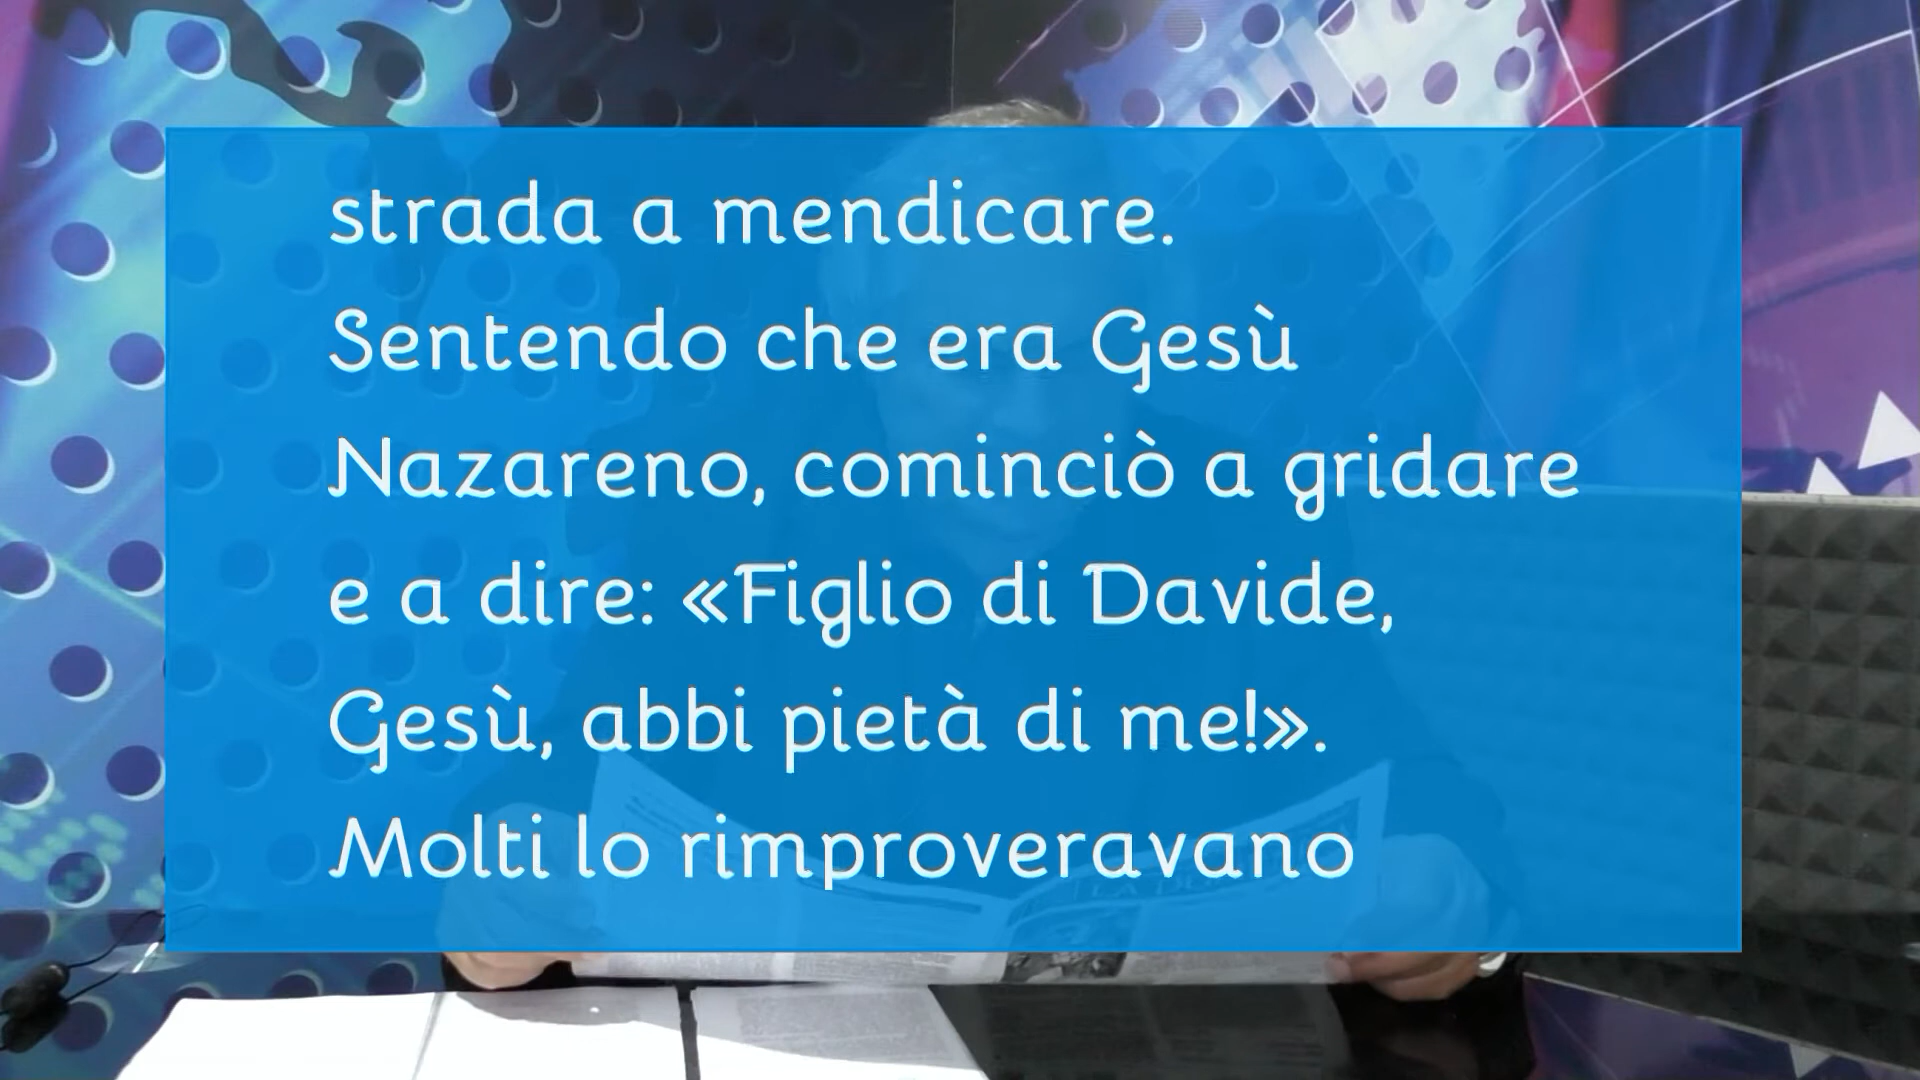 strada a mendicare.
Sentendo che era Gesù
Nazareno, cominciò a gridare
e a dire: «Figlio di Davide,
Gesù, abbi pietà di me!».
Molti lo rimproveravano